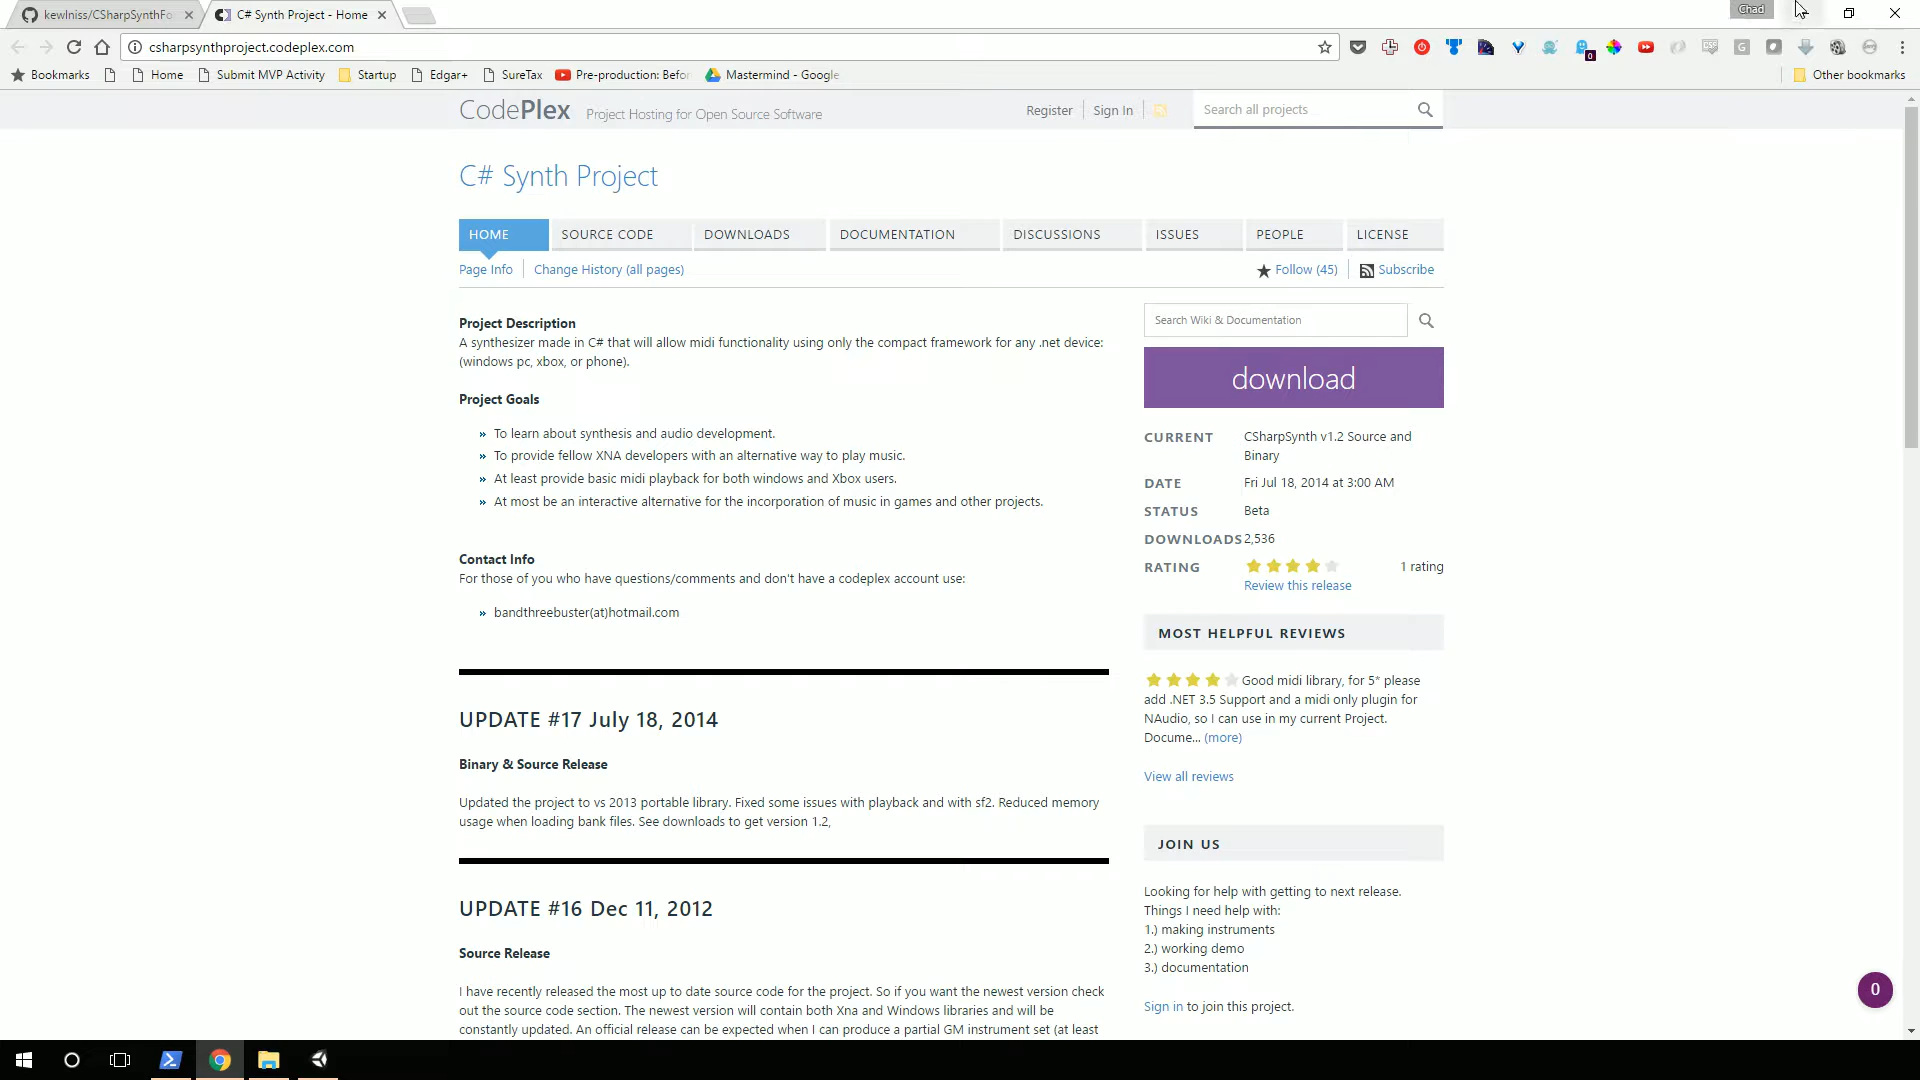 kewlniss/CSharpSynthFo
C# Synth Project - Home
Chad
csharpsynthproject.codeplex.com
Bookmarks
Home
Submit MVP Activity
Startup
Edgar+
SureTax
Pre-production: Befor
Mastermind - Google
Other bookmarks
CodePlex Project Hosting for Open Source Software
Register
Sign In
Search all projects
C# Synth Project
HOME
SOURCE CODE
DOWNLOADS
DOCUMENTATION
DISCUSSIONS
ISSUES
PEOPLE
LICENSE
Page Info
Change History (all pages)
Follow (45)
Subscribe
Project Description
A synthesizer made in C# that will allow midi functionality using only the compact framework for any .net device:
(windows pc, xbox, or phone).
Project Goals
» To learn about synthesis and audio development.
» To provide fellow XNA developers with an alternative way to play music.
» At least provide basic midi playback for both windows and Xbox users.
» At most be an interactive alternative for the incorporation of music in games and other projects.
Contact Info
For those of you who have questions/comments and don't have a codeplex account use:
» bandthreebuster(at)hotmail.com
UPDATE #17 July 18, 2014
Binary & Source Release
Updated the project to vs 2013 portable library. Fixed some issues with playback and with sf2. Reduced memory
usage when loading bank files. See downloads to get version 1.2,
UPDATE #16 Dec 11, 2012
Source Release
I have recently released the most up to date source code for the project. So if you want the newest version check
out the source code section. The newest version will contain both Xna and Windows libraries and will be
constantly updated. An official release can be expected when I can produce a partial GM instrument set (at least
Search Wiki & Documentation
download
CURRENT CSharpSynth v1.2 Source and
Binary
DATE Fri Jul 18, 2014 at 3:00 AM
STATUS Beta
DOWNLOADS 2,536
RATING 1 rating
Review this release
MOST HELPFUL REVIEWS
Good midi library, for 5* please
add .NET 3.5 Support and a midi only plugin for
NAudio, so I can use in my current Project.
Docume... (more)
View all reviews
JOIN US
Looking for help with getting to next release.
Things I need help with:
1.) making instruments
2.) working demo
3.) documentation
Sign in to join this project.
0